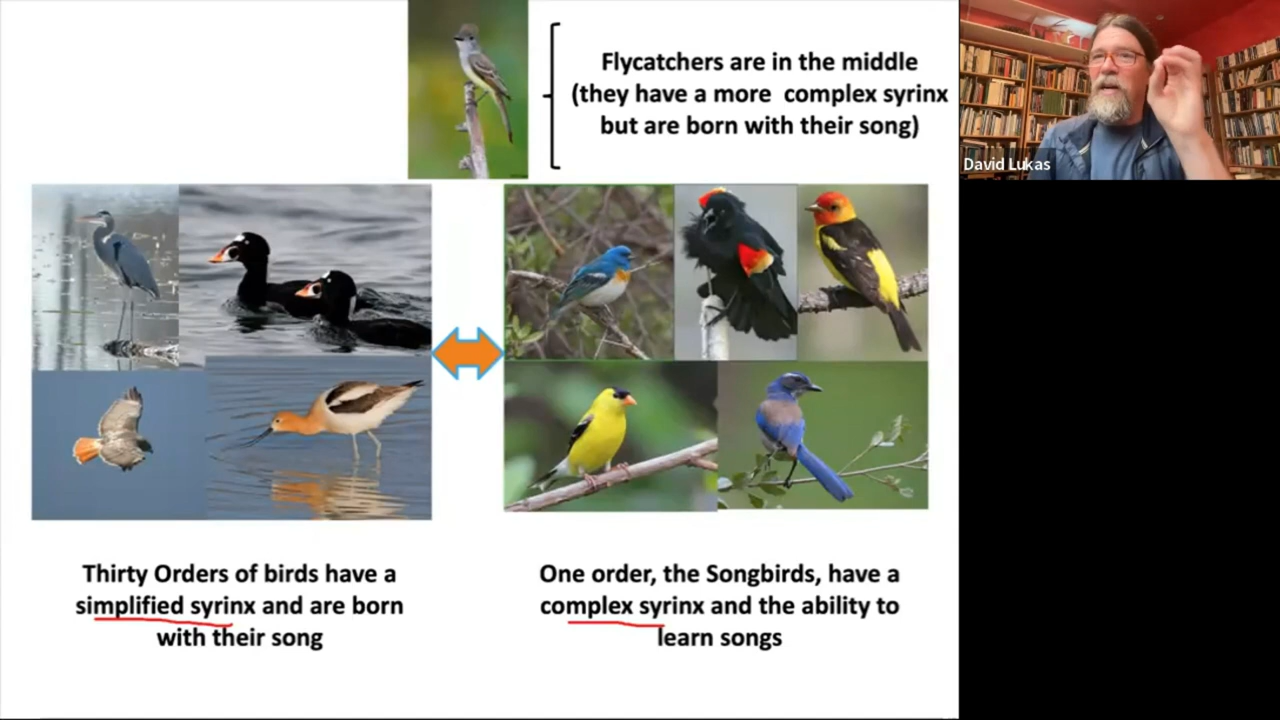 Flycatchers are in the middle
(they have a more complex syrinx
but are born with their song)
David Lukas
Thirty Orders of birds have a
simplified syrinx and are born
with their song
One order, the Songbirds, have a
complex syrinx and the ability to
learn songs